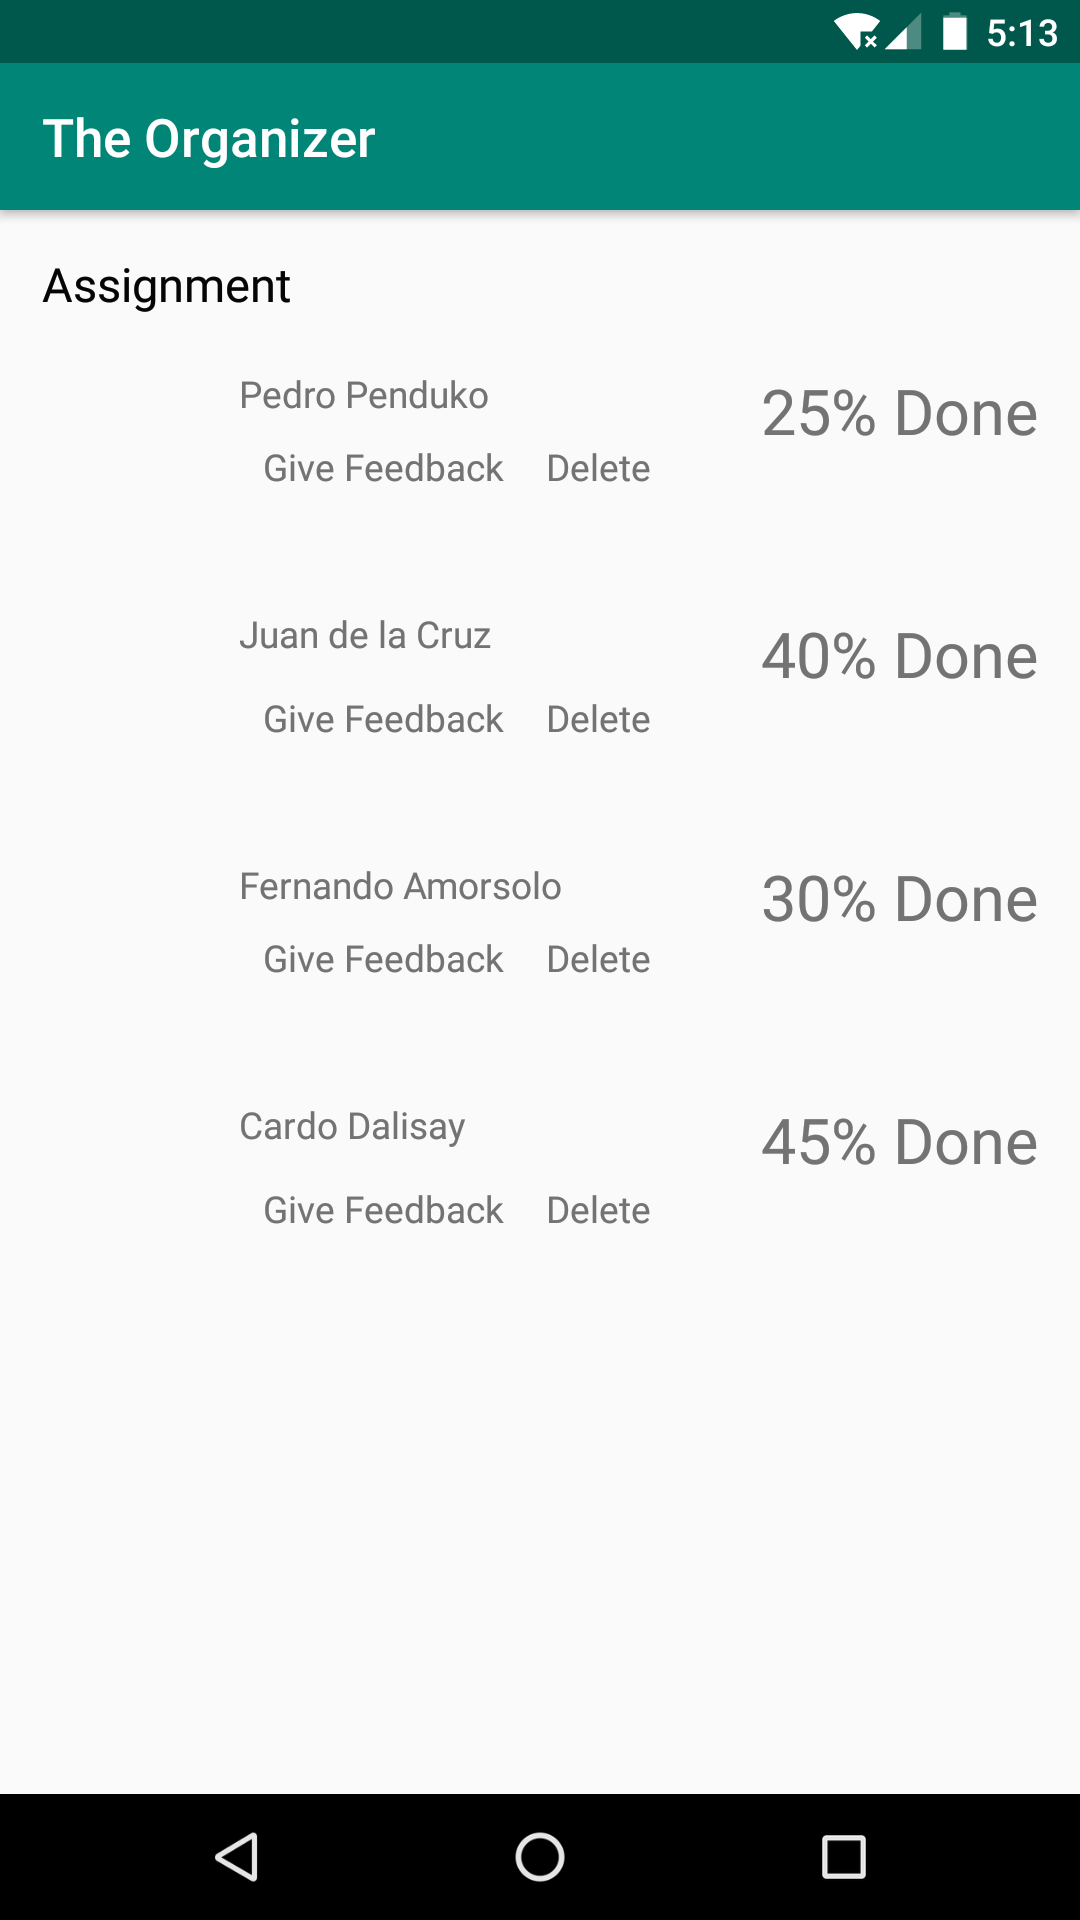 5:13
The Organizer
Assignment
Pedro Penduko
25% Done
Give Feedback Delete
Juan de la Cruz
40% Done
Give Feedback Delete
Fernando Amorsolo
30% Done
Give Feedback Delete
Cardo Dalisay
45% Done
Give Feedback Delete